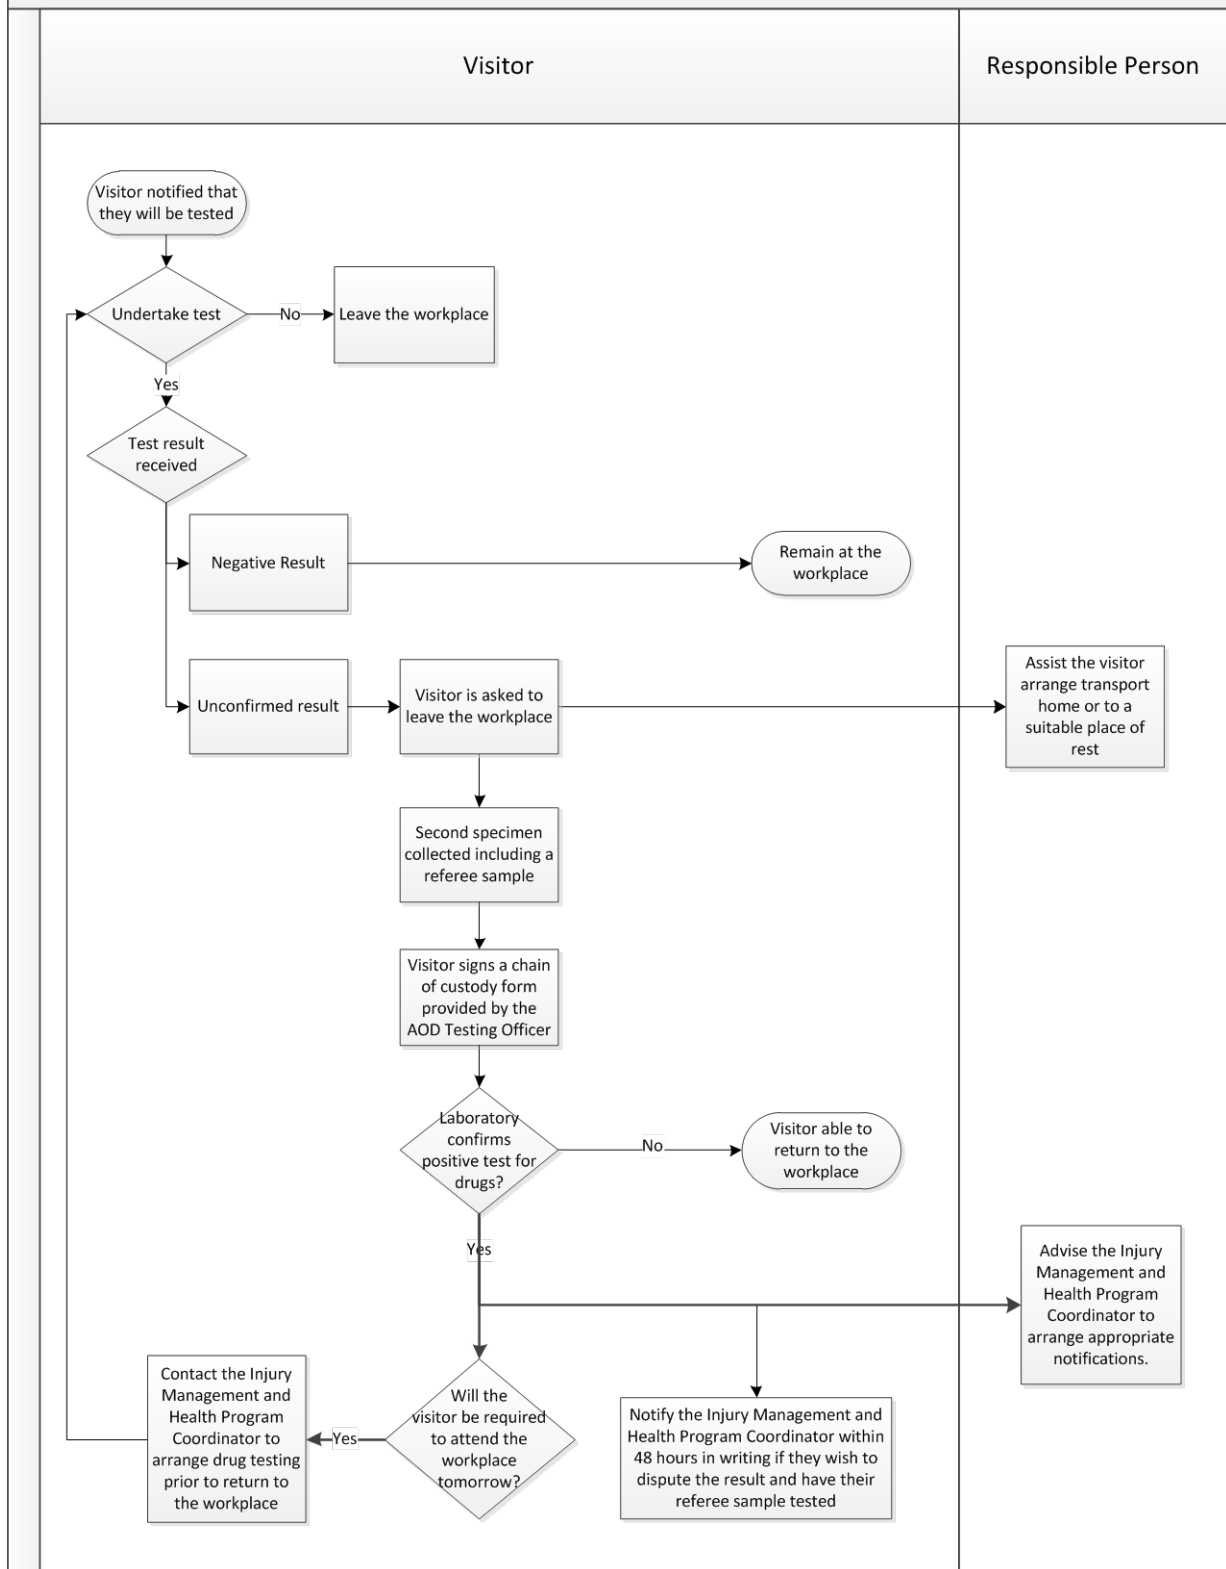 Visitor
Responsible Person
Visitor notified that
they will be tested
Undertake test
No
Leave the workplace
Yes
Test result
received
Negative Result
Remain at the
workplace
Unconfirmed result
Visitor is asked to
leave the workplace
Assist the visitor
arrange transport
home or to a
suitable place of
rest
Second specimen
collected including a
referee sample
Visitor signs a chain
of custody form
provided by the
AOD Testing Officer
Laboratory
confirms
positive test for
drugs?
No
Visitor able to
return to the
workplace
Yes
Advise the Injury
Management and
Health Program
Coordinator to
arrange appropriate
notifications.
Will the
visitor be required
to attend the
workplace
tomorrow?
Yes
Contact the Injury
Management and
Health Program
Coordinator to
arrange drug testing
prior to return to
the workplace
Notify the Injury Management and
Health Program Coordinator within
48 hours in writing if they wish to
dispute the result and have their
referee sample tested